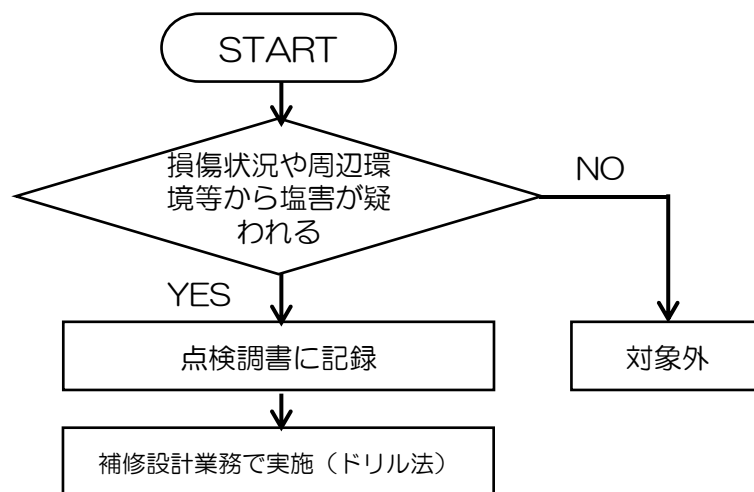 START
損傷状況や周辺環
境等から塩害が疑
われる
NO
YES
点検調書に記録
対象外
補修設計業務で実施（ドリル法）